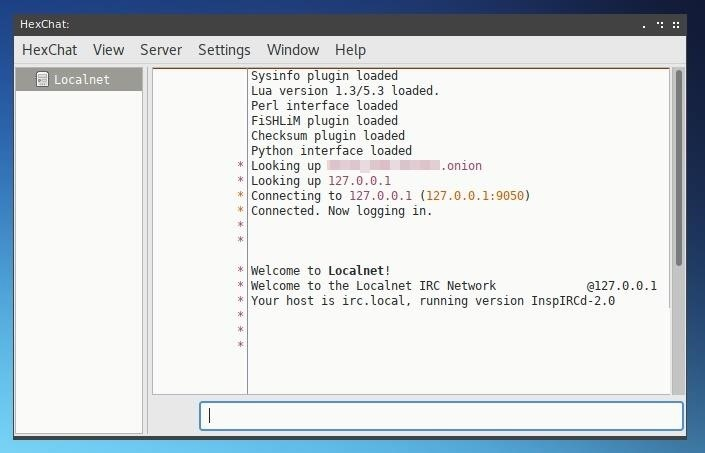 HexChat:
HexChat View Server Settings Window Help
Localnet
Sysinfo plugin loaded
Lua version 1.3/5.3 loaded.
Perl interface loaded
FiSHLiM plugin loaded
Checksum plugin loaded
Python interface loaded
* Looking up .onion
* Looking up 127.0.0.1
* Connecting to 127.0.0.1 (127.0.0.1:9050)
* Connected. Now logging in.
*
*
* Welcome to Localnet!
* Welcome to the Localnet IRC Network @127.0.0.1
* Your host is irc.local, running version InspIRCd-2.0
*
*
*